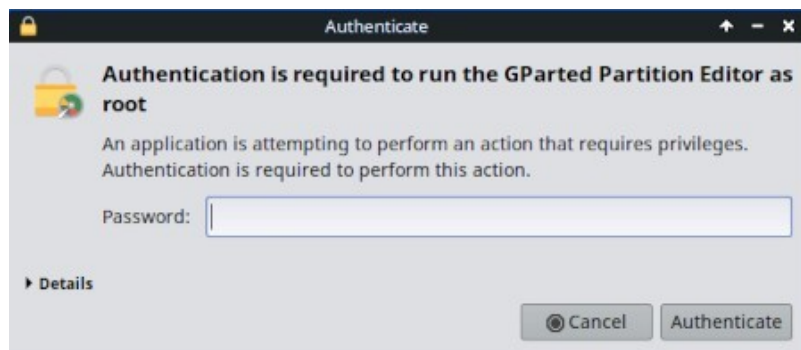 Authenticate
Authentication is required to run the GParted Partition Editor as
root
An application is attempting to perform an action that requires privileges.
Authentication is required to perform this action.
Password:
Details
Cancel Authenticate